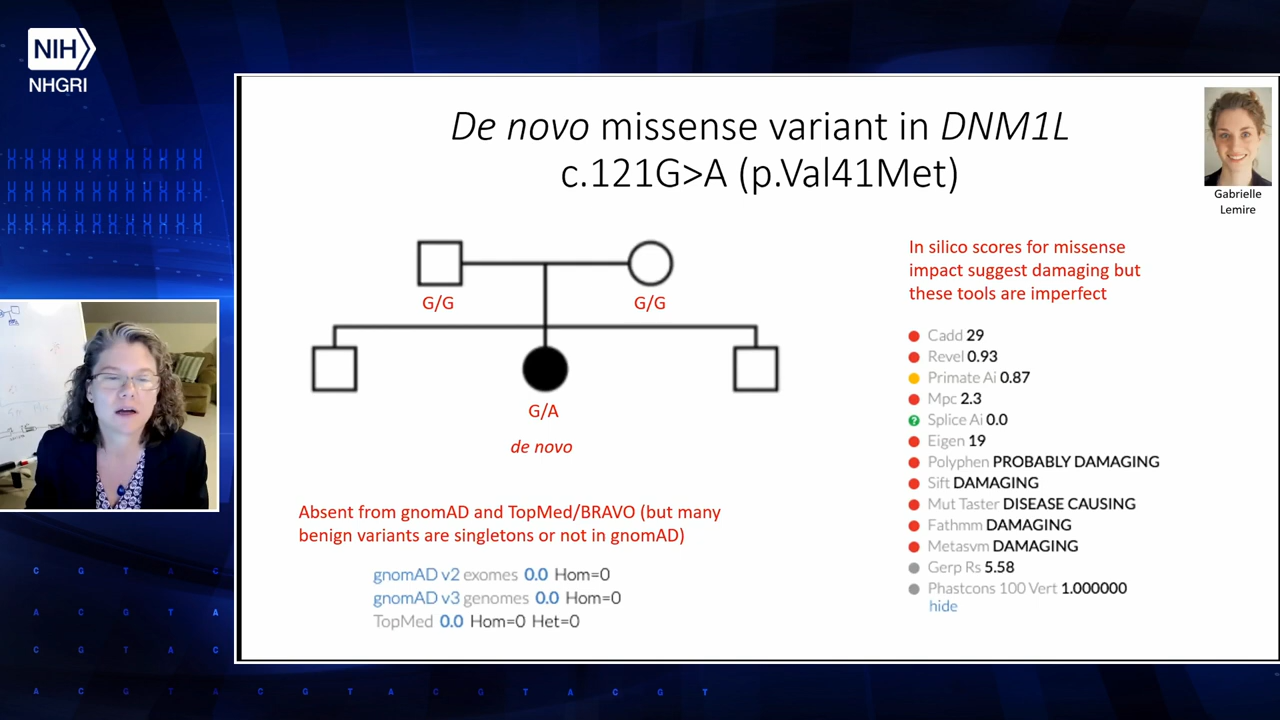 NIH
NHGRI
De novo missense variant in DNM1L
c.121G>A (p.Val41Met)
Gabrielle
Lemire
G/G
G/G
G/A
de novo
In silico scores for missense
impact suggest damaging but
these tools are imperfect
Cadd 29
Revel 0.93
Primate Ai 0.87
Mpc 2.3
? Splice Ai 0.0
Eigen 19
Polyphen PROBABLY DAMAGING
Sift DAMAGING
Mut Taster DISEASE CAUSING
Fathmm DAMAGING
Metasvm DAMAGING
Gerp Rs 5.58
Phastcons 100 Vert 1.000000
hide
Absent from gnomAD and TopMed/BRAVO (but many
benign variants are singletons or not in gnomAD)
gnomAD v2 exomes 0.0 Hom=0
gnomAD v3 genomes 0.0 Hom=0
TopMed 0.0 Hom=0 Het=0
C G T A C
A C G T A
C G T A C
A C G T A C G T A C G T A C G T